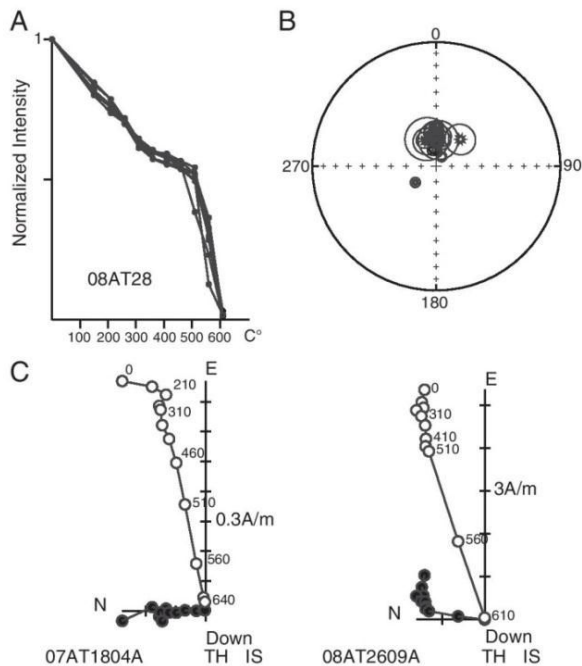 A
1
Normalized Intensity
08AT28
100 200 300 400 500 600 C°
B
0
270
90
180
C
E
0
210
310
460
510
0.3A/m
560
640
N
Down
07AT1804A TH IS
E
0
310
410
510
3A/m
560
N
610
Down
08AT2609A TH IS